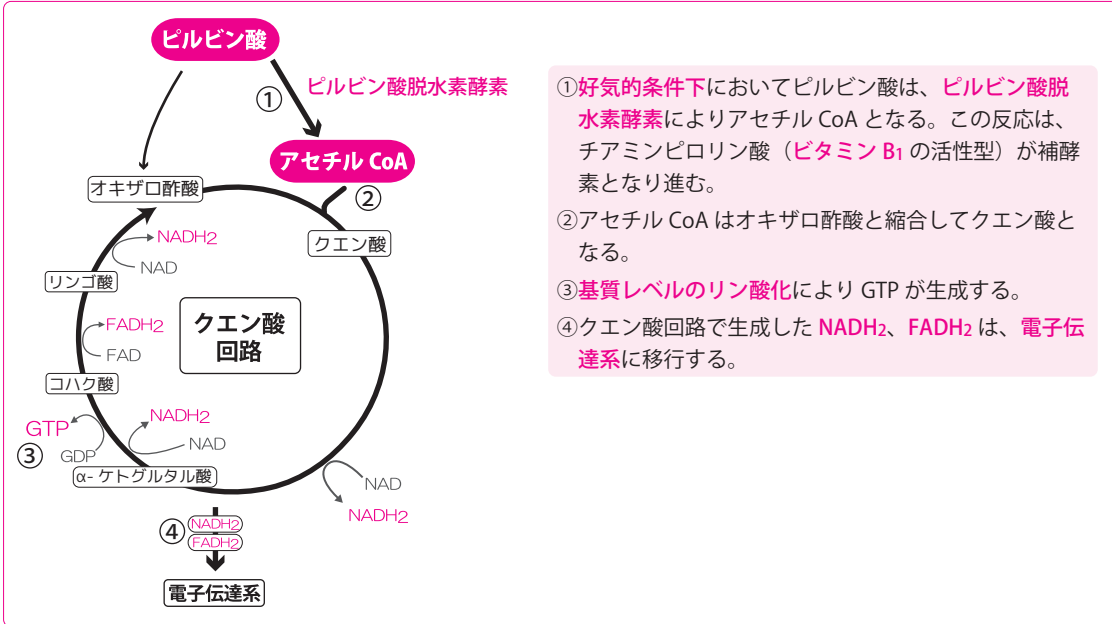 ピルビン酸
ピルビン酸脱水素酵素
①
アセチル CoA
②
オキザロ酢酸
クエン酸
NADH2
NAD
リンゴ酸
FADH2
FAD
クエン酸
回路
コハク酸
GTP
③
GDP
NADH2
NAD
α- ケトグルタル酸
NAD
NADH2
④
NADH2
FADH2
電子伝達系
①好気的条件下においてピルビン酸は、ピルビン酸脱
水素酵素によりアセチル CoA となる。この反応は、
チアミンピロリン酸（ビタミン B1 の活性型）が補酵
素となり進む。
②アセチル CoA はオキザロ酢酸と縮合してクエン酸と
なる。
③基質レベルのリン酸化により GTP が生成する。
④クエン酸回路で生成した NADH2、FADH2 は、電子伝
達系に移行する。